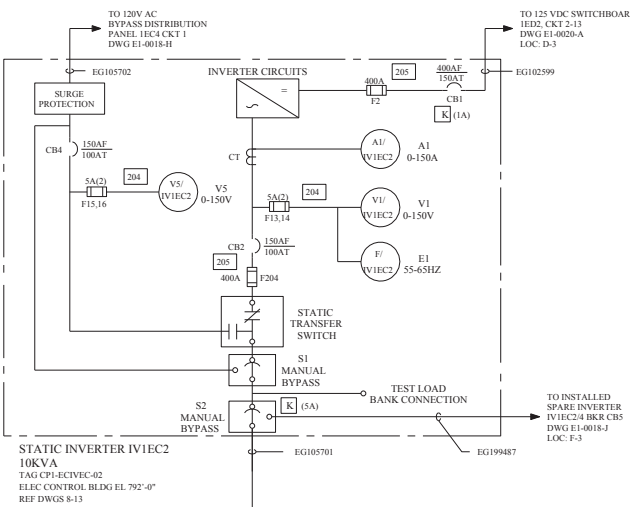 TO 120V AC
BYPASS DISTRIBUTION
PANEL 1EC4 CKT 1
DWG E1-0018-H
TO 125 VDC SWITCHBOAR
1ED2, CKT 2-13
DWG E1-0020-A
LOC: D-3
EG105702
INVERTER CIRCUITS
SURGE
PROTECTION
=
400A
F2
205
400AF
150AT
CB1
K (1A)
EG102599
CB4
150AF
100AT
CT
A1/
IV1EC2
A1
0-150A
5A(2)
F15,16
204
V5/
IV1EC2
V5
0-150V
5A(2)
F13,14
204
V1/
IV1EC2
V1
0-150V
CB2
150AF
100AT
F/
IV1EC2
E1
55-65HZ
205
400A
F204
STATIC
TRANSFER
SWITCH
S1
MANUAL
BYPASS
TEST LOAD
BANK CONNECTION
S2
MANUAL
BYPASS
K (5A)
TO INSTALLED
SPARE INVERTER
IV1EC2/4 BKR CB5
DWG E1-0018-J
LOC: F-3
STATIC INVERTER IV1EC2
10KVA
TAG CP1-ECIVEC-02
ELEC CONTROL BLDG EL 792'-0"
REF DWGS 8-13
EG105701
EG199487